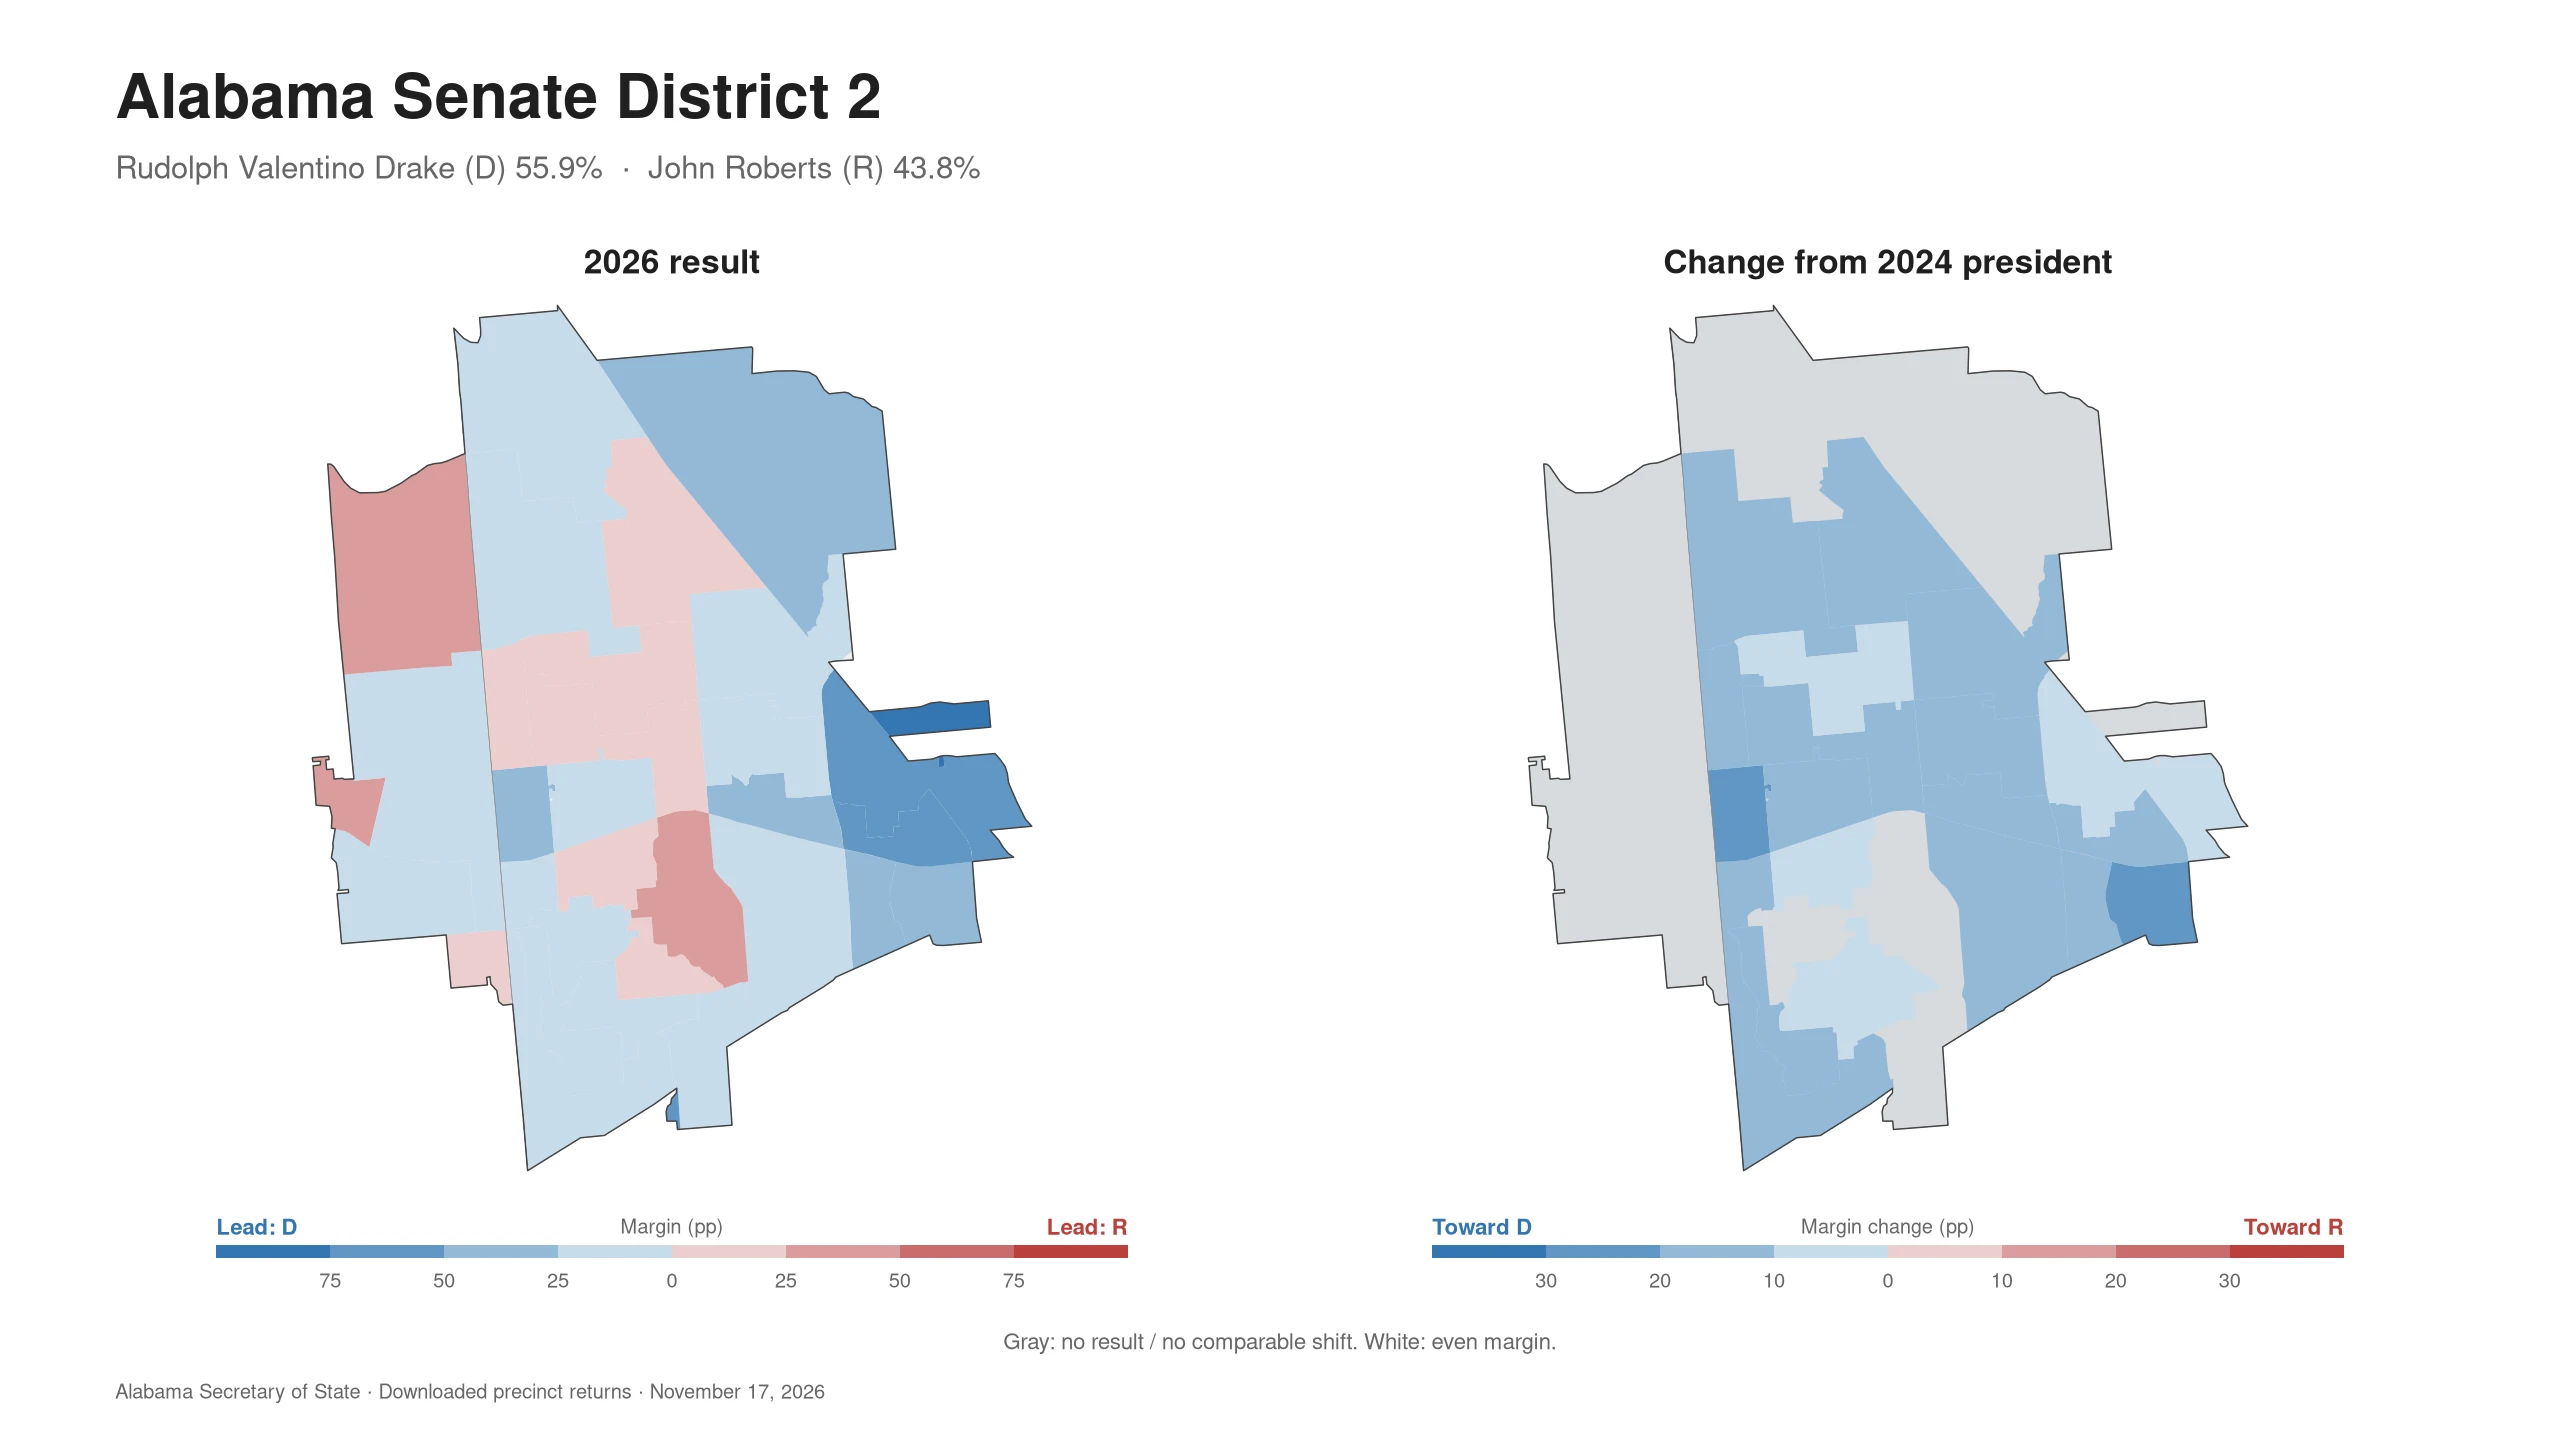 Alabama Senate District 2
Rudolph Valentino Drake (D) 55.9% · John Roberts (R) 43.8%
2026 result
Change from 2024 president
Lead: D Margin (pp) Lead: R
75 50 25 0 25 50 75
Toward D Margin change (pp) Toward R
30 20 10 0 10 20 30
Gray: no result / no comparable shift. White: even margin.
Alabama Secretary of State · Downloaded precinct returns · November 17, 2026